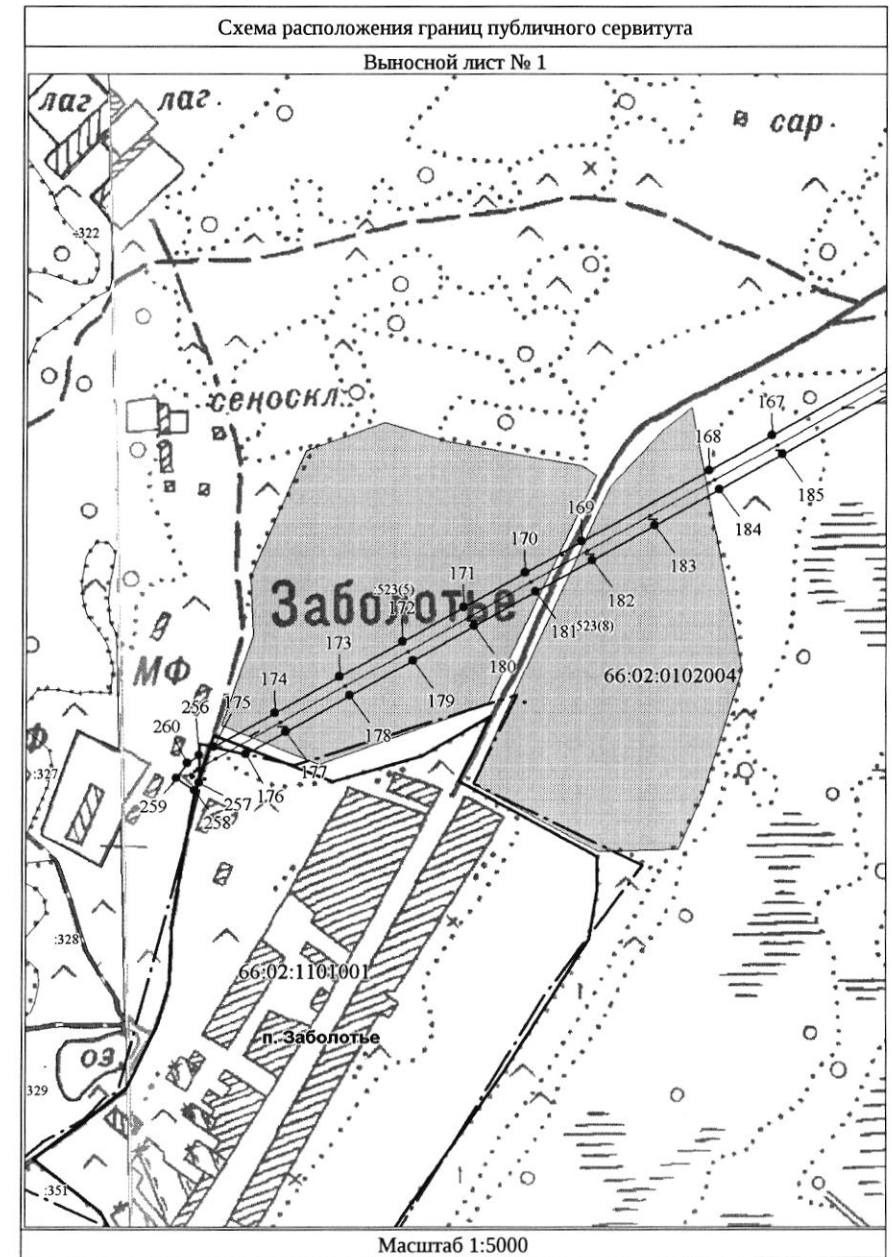 Схема расположения границ публичного сервитута
Выносной лист № 1
лаг
лаг.
сар.
:322
сеноскл.
167
168
185
169
184
170
183
:523(5)
171
172
182
Заболотье
181
523(8)
173
180
МФ
174
179
66:02:0102004
175
256
178
260
Ф
177
:327
176
259
257
258
:328
66:02:1101001
п. Заболотье
оз
329
:351
Масштаб 1:5000